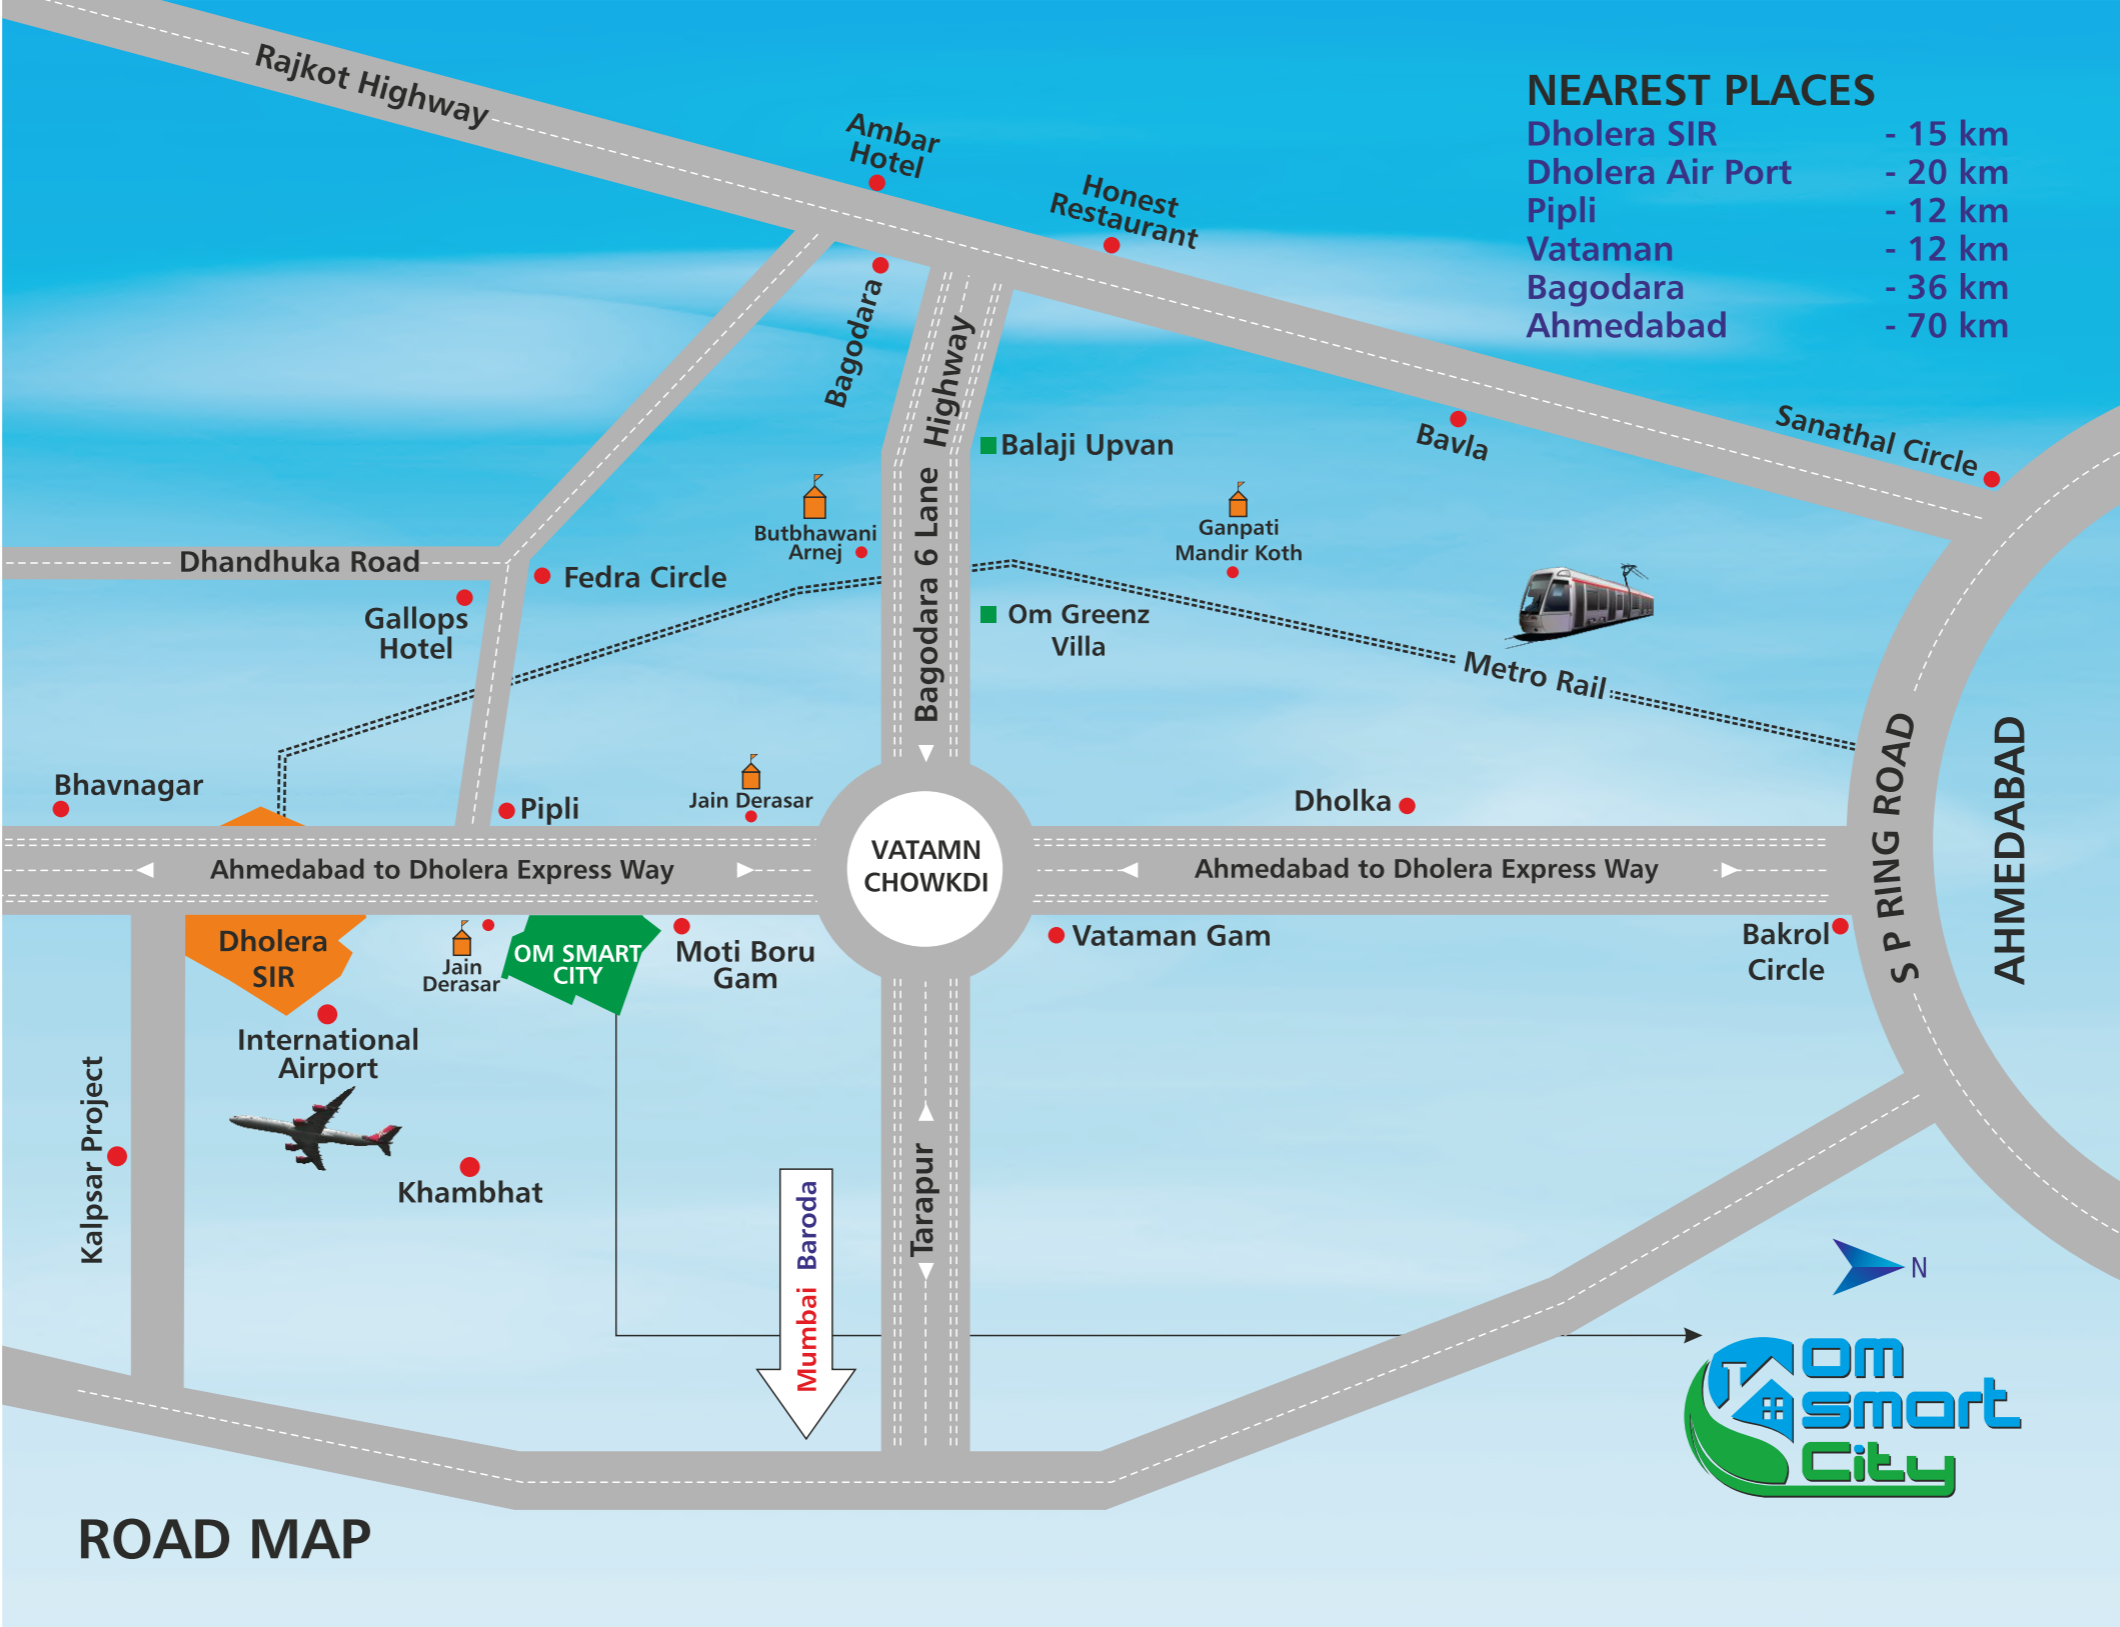 Rajkot Highway
Ambar
Hotel
Honest
Restaurant
NEAREST PLACES
Dholera SIR - 15 km
Dholera Air Port - 20 km
Pipli - 12 km
Vataman - 12 km
Bagodara - 36 km
Ahmedabad - 70 km
Bagodara
Bagodara 6 Lane Highway
Balaji Upvan
Bavla
Sanathal Circle
Butbhawani
Arnej
Ganpati
Mandir Koth
Dhandhuka Road
Fedra Circle
Gallops
Hotel
Om Greenz
Villa
Metro Rail
S P RING ROAD
AHMEDABAD
Bhavnagar
Pipli
Jain Derasar
Dholka
VATAMN
CHOWKDI
Ahmedabad to Dholera Express Way
Ahmedabad to Dholera Express Way
Dholera
SIR
Jain
Derasar
OM SMART
CITY
Moti Boru
Gam
Vataman Gam
Bakrol
Circle
International
Airport
Kalpsar Project
Khambhat
Mumbai Baroda
Tarapur
N
om
smart
City
ROAD MAP